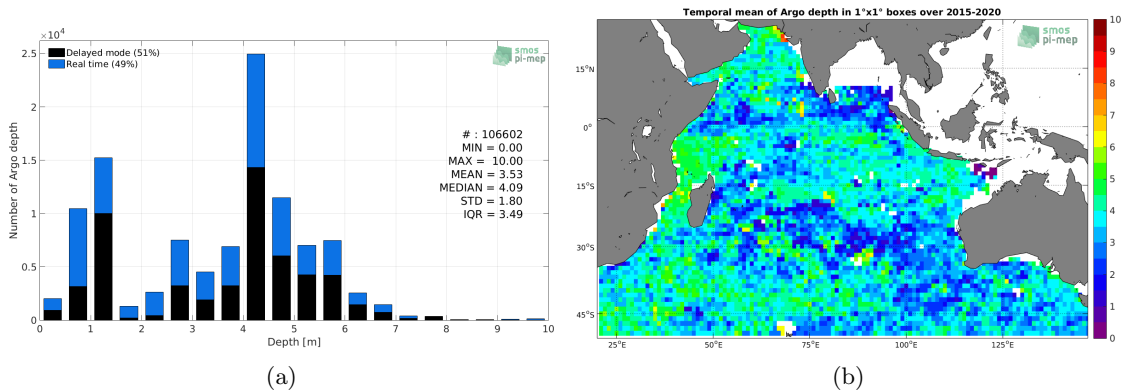 ×10⁴
2.5
2
1.5
1
0.5
0
0 1 2 3 4 5 6 7 8 9 10
Number of Argo depth
Depth [m]
Delayed mode (51%)
Real time (49%)
smos
pi-mep
# : 106602
MIN = 0.00
MAX = 10.00
MEAN = 3.53
MEDIAN = 4.09
STD = 1.80
IQR = 3.49
(a)
Temporal mean of Argo depth in 1°x1° boxes over 2015-2020
smos
pi-mep
15°N
0°
15°S
30°S
45°S
25°E 50°E 75°E 100°E 125°E
10
9
8
7
6
5
4
3
2
1
0
(b)